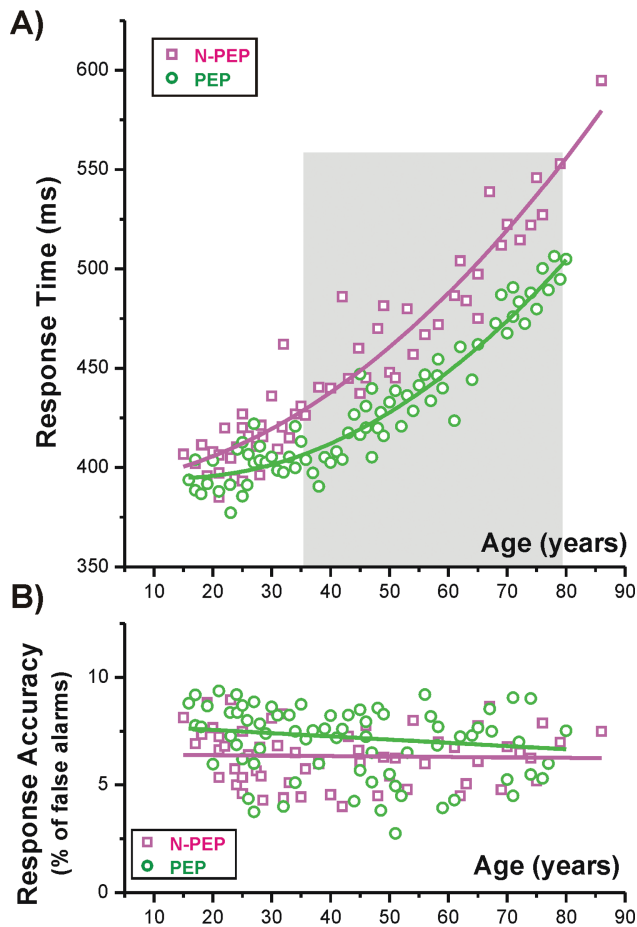 A)
N-PEP
PEP
600
550
500
450
400
350
Response Time (ms)
Age (years)
10 20 30 40 50 60 70 80 90
B)
10
5
0
Response Accuracy
(% of false alarms)
N-PEP
PEP
Age (years)
10 20 30 40 50 60 70 80 90